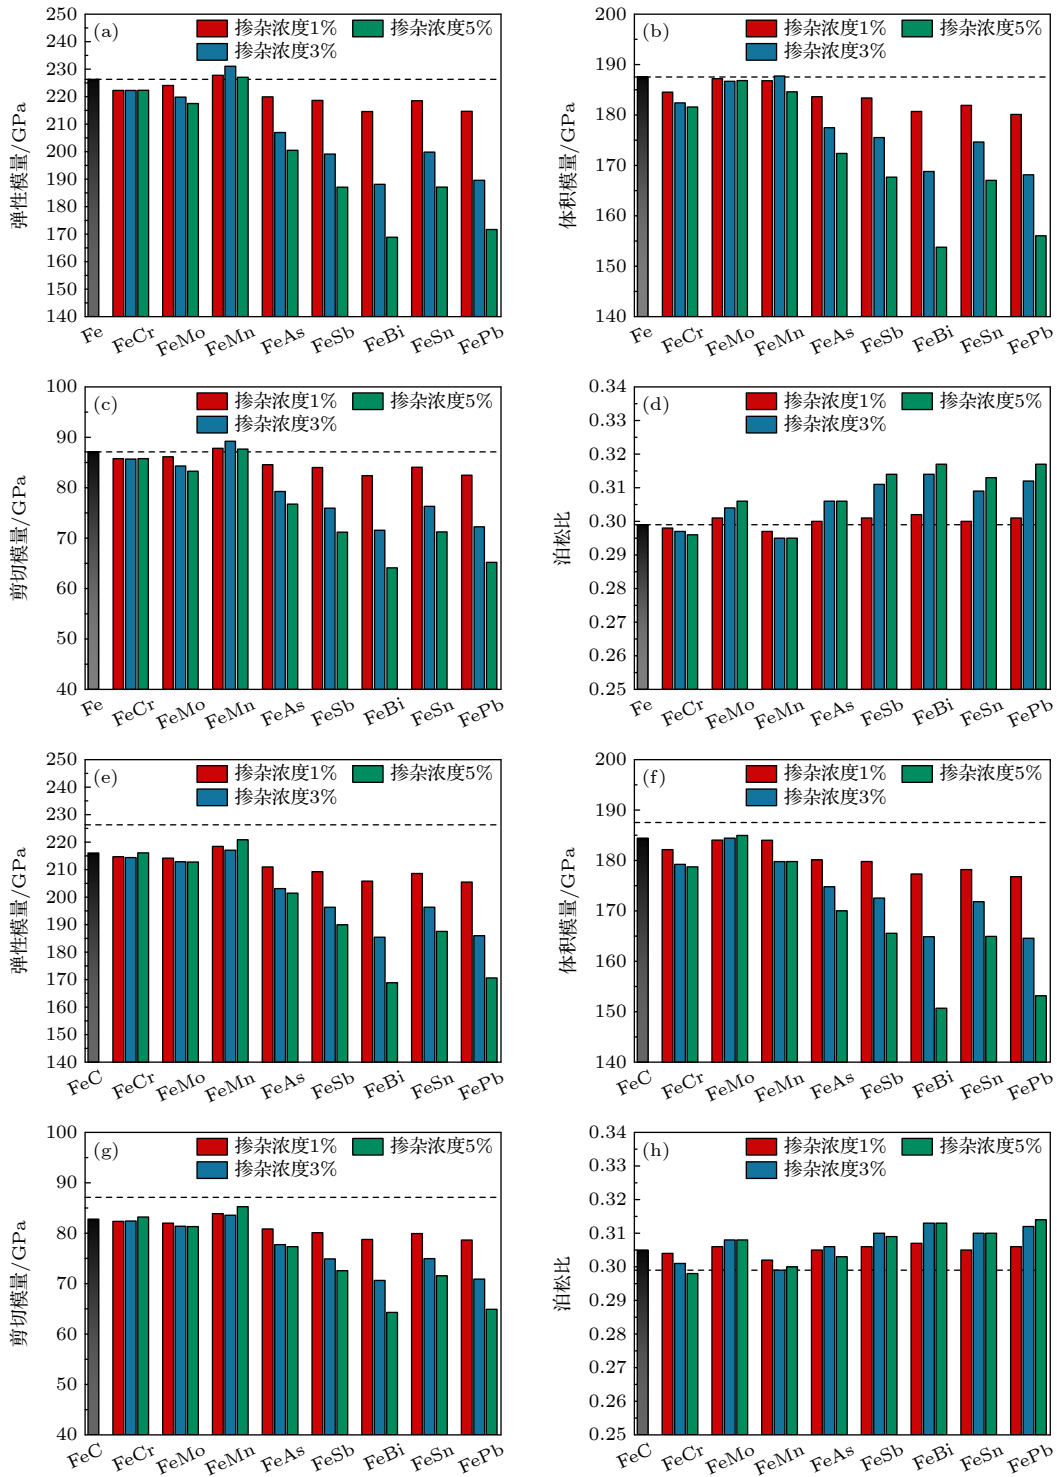 (a)
掺杂浓度1%
掺杂浓度5%
掺杂浓度3%
250
240
230
220
210
200
190
180
170
160
150
140
弹性模量/GPa
Fe
FeCr
FeMo
FeMn
FeAs
FeSb
FeBi
FeSn
FePb
(b)
掺杂浓度1%
掺杂浓度5%
掺杂浓度3%
200
190
180
170
160
150
140
体积模量/GPa
Fe
FeCr
FeMo
FeMn
FeAs
FeSb
FeBi
FeSn
FePb
(c)
掺杂浓度1%
掺杂浓度5%
掺杂浓度3%
100
90
80
70
60
50
40
剪切模量/GPa
Fe
FeCr
FeMo
FeMn
FeAs
FeSb
FeBi
FeSn
FePb
(d)
掺杂浓度1%
掺杂浓度5%
掺杂浓度3%
0.34
0.33
0.32
0.31
0.30
0.29
0.28
0.27
0.26
0.25
泊松比
Fe
FeCr
FeMo
FeMn
FeAs
FeSb
FeBi
FeSn
FePb
(e)
掺杂浓度1%
掺杂浓度5%
掺杂浓度3%
250
240
230
220
210
200
190
180
170
160
150
140
弹性模量/GPa
FeC
FeCr
FeMo
FeMn
FeAs
FeSb
FeBi
FeSn
FePb
(f)
掺杂浓度1%
掺杂浓度5%
掺杂浓度3%
200
190
180
170
160
150
140
体积模量/GPa
FeC
FeCr
FeMo
FeMn
FeAs
FeSb
FeBi
FeSn
FePb
(g)
掺杂浓度1%
掺杂浓度5%
掺杂浓度3%
100
90
80
70
60
50
40
剪切模量/GPa
FeC
FeCr
FeMo
FeMn
FeAs
FeSb
FeBi
FeSn
FePb
(h)
掺杂浓度1%
掺杂浓度5%
掺杂浓度3%
0.34
0.33
0.32
0.31
0.30
0.29
0.28
0.27
0.26
0.25
泊松比
FeC
FeCr
FeMo
FeMn
FeAs
FeSb
FeBi
FeSn
FePb